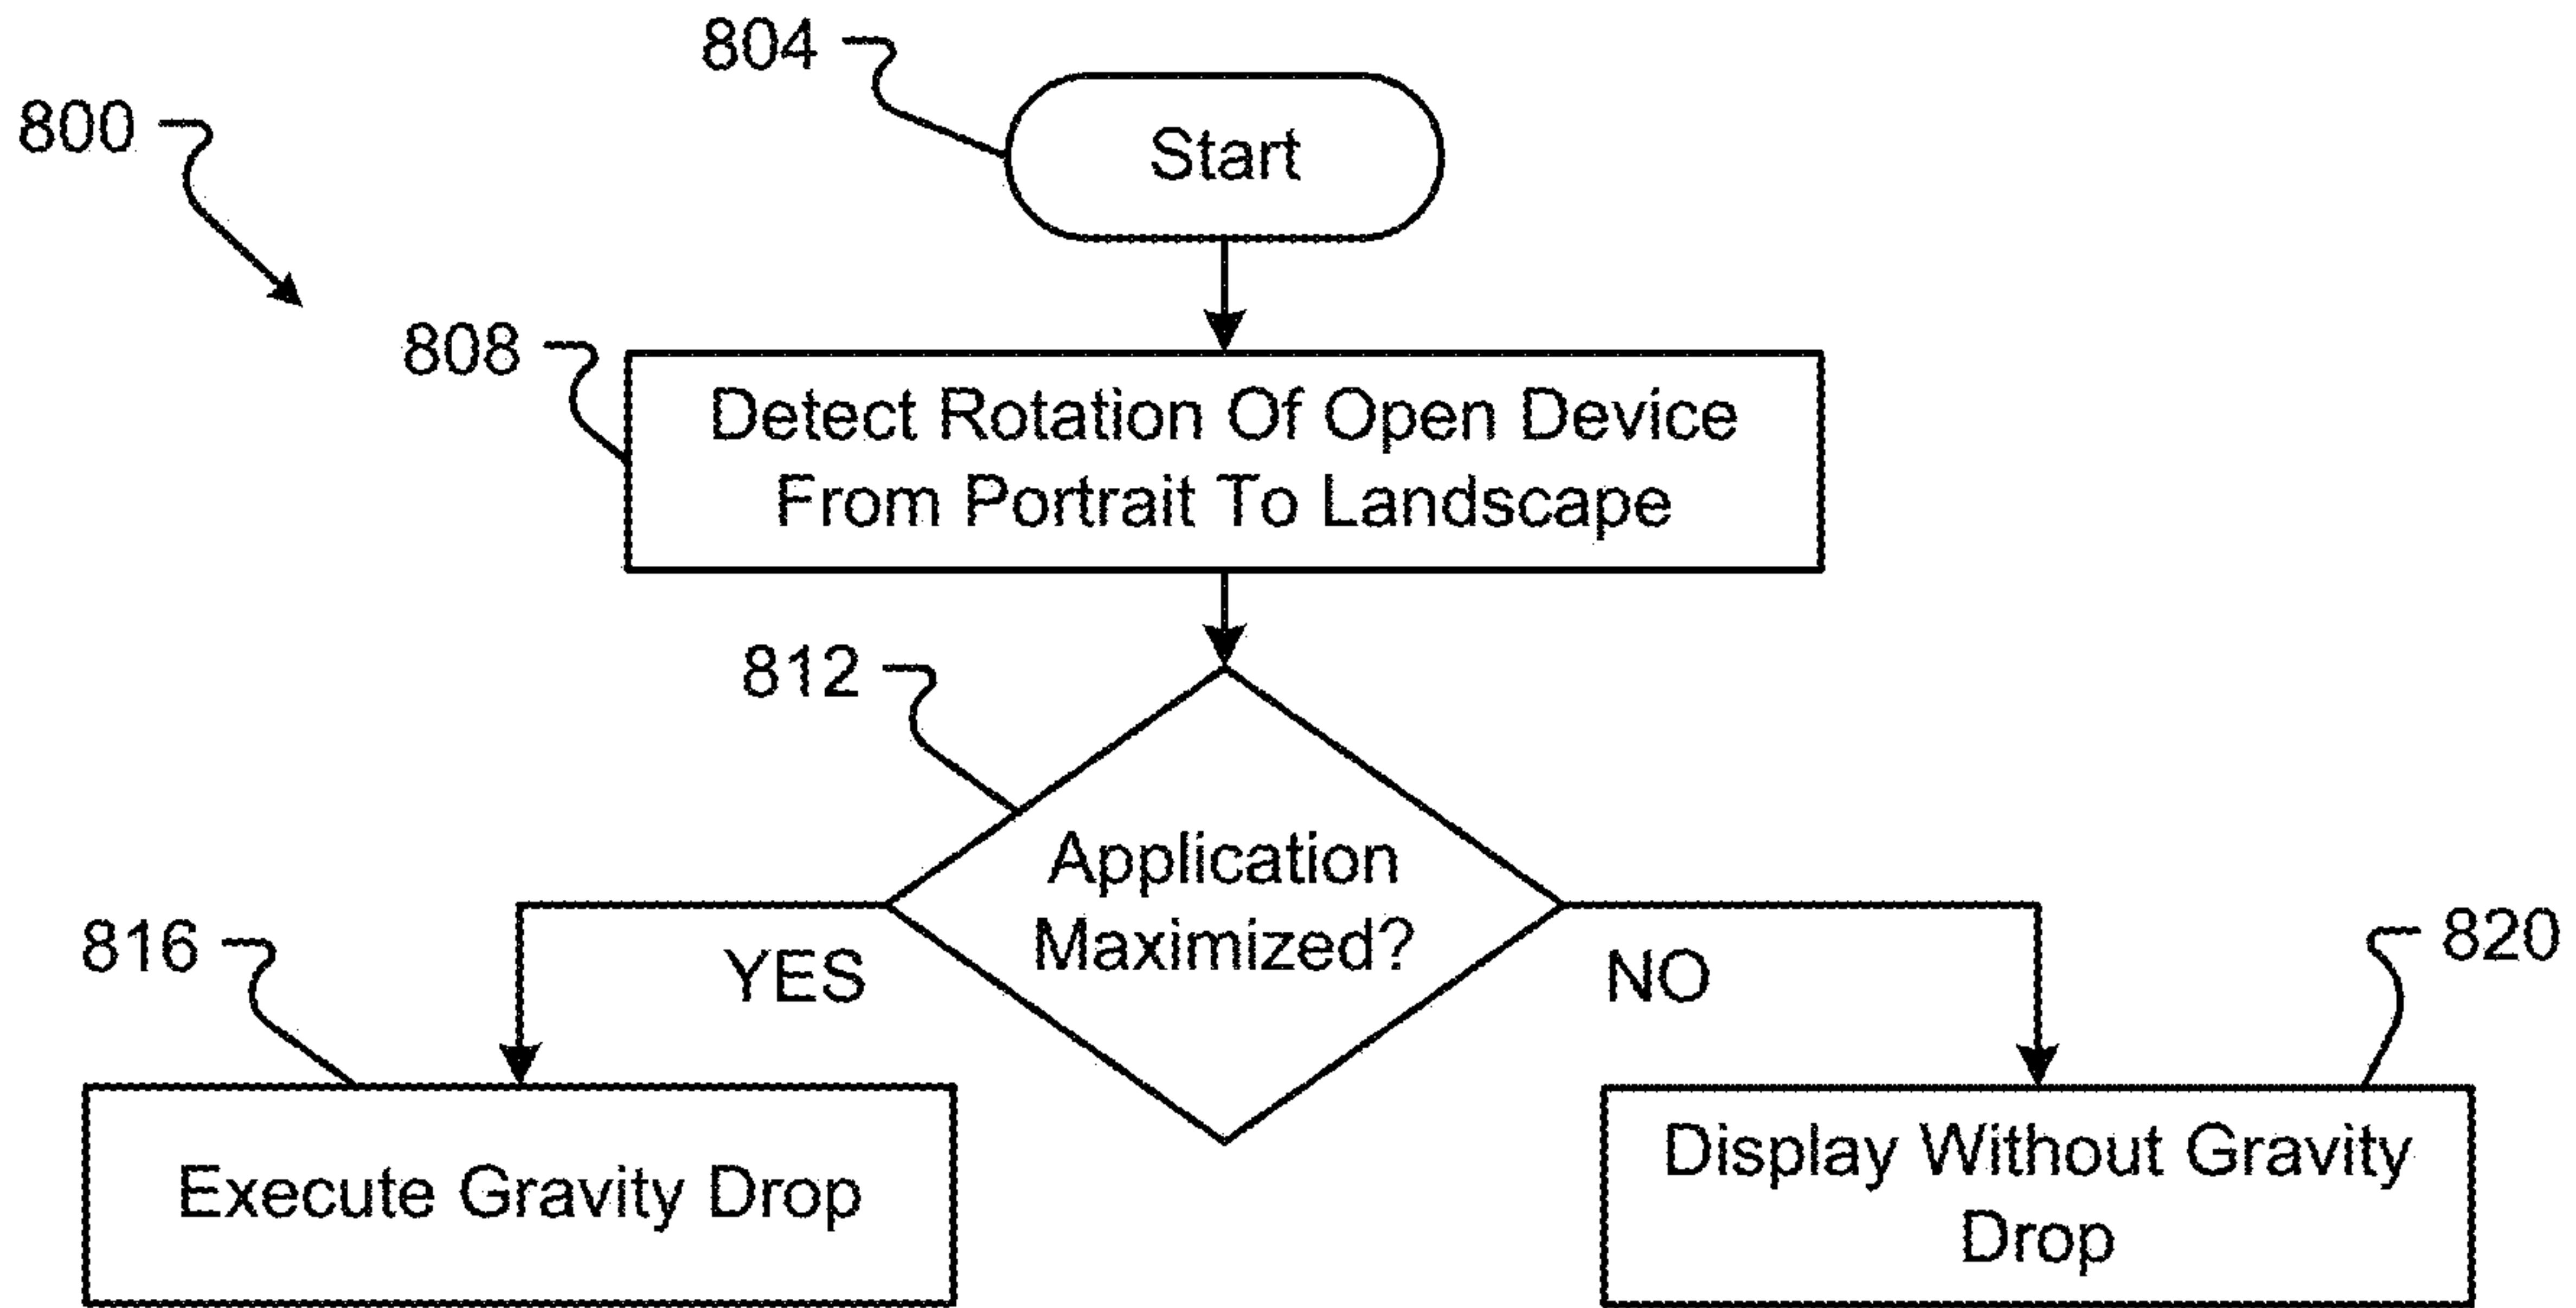 804
800
Start
808
Detect Rotation Of Open Device
From Portrait To Landscape
812
Application
Maximized?
816
YES
NO
820
Execute Gravity Drop
Display Without Gravity
Drop